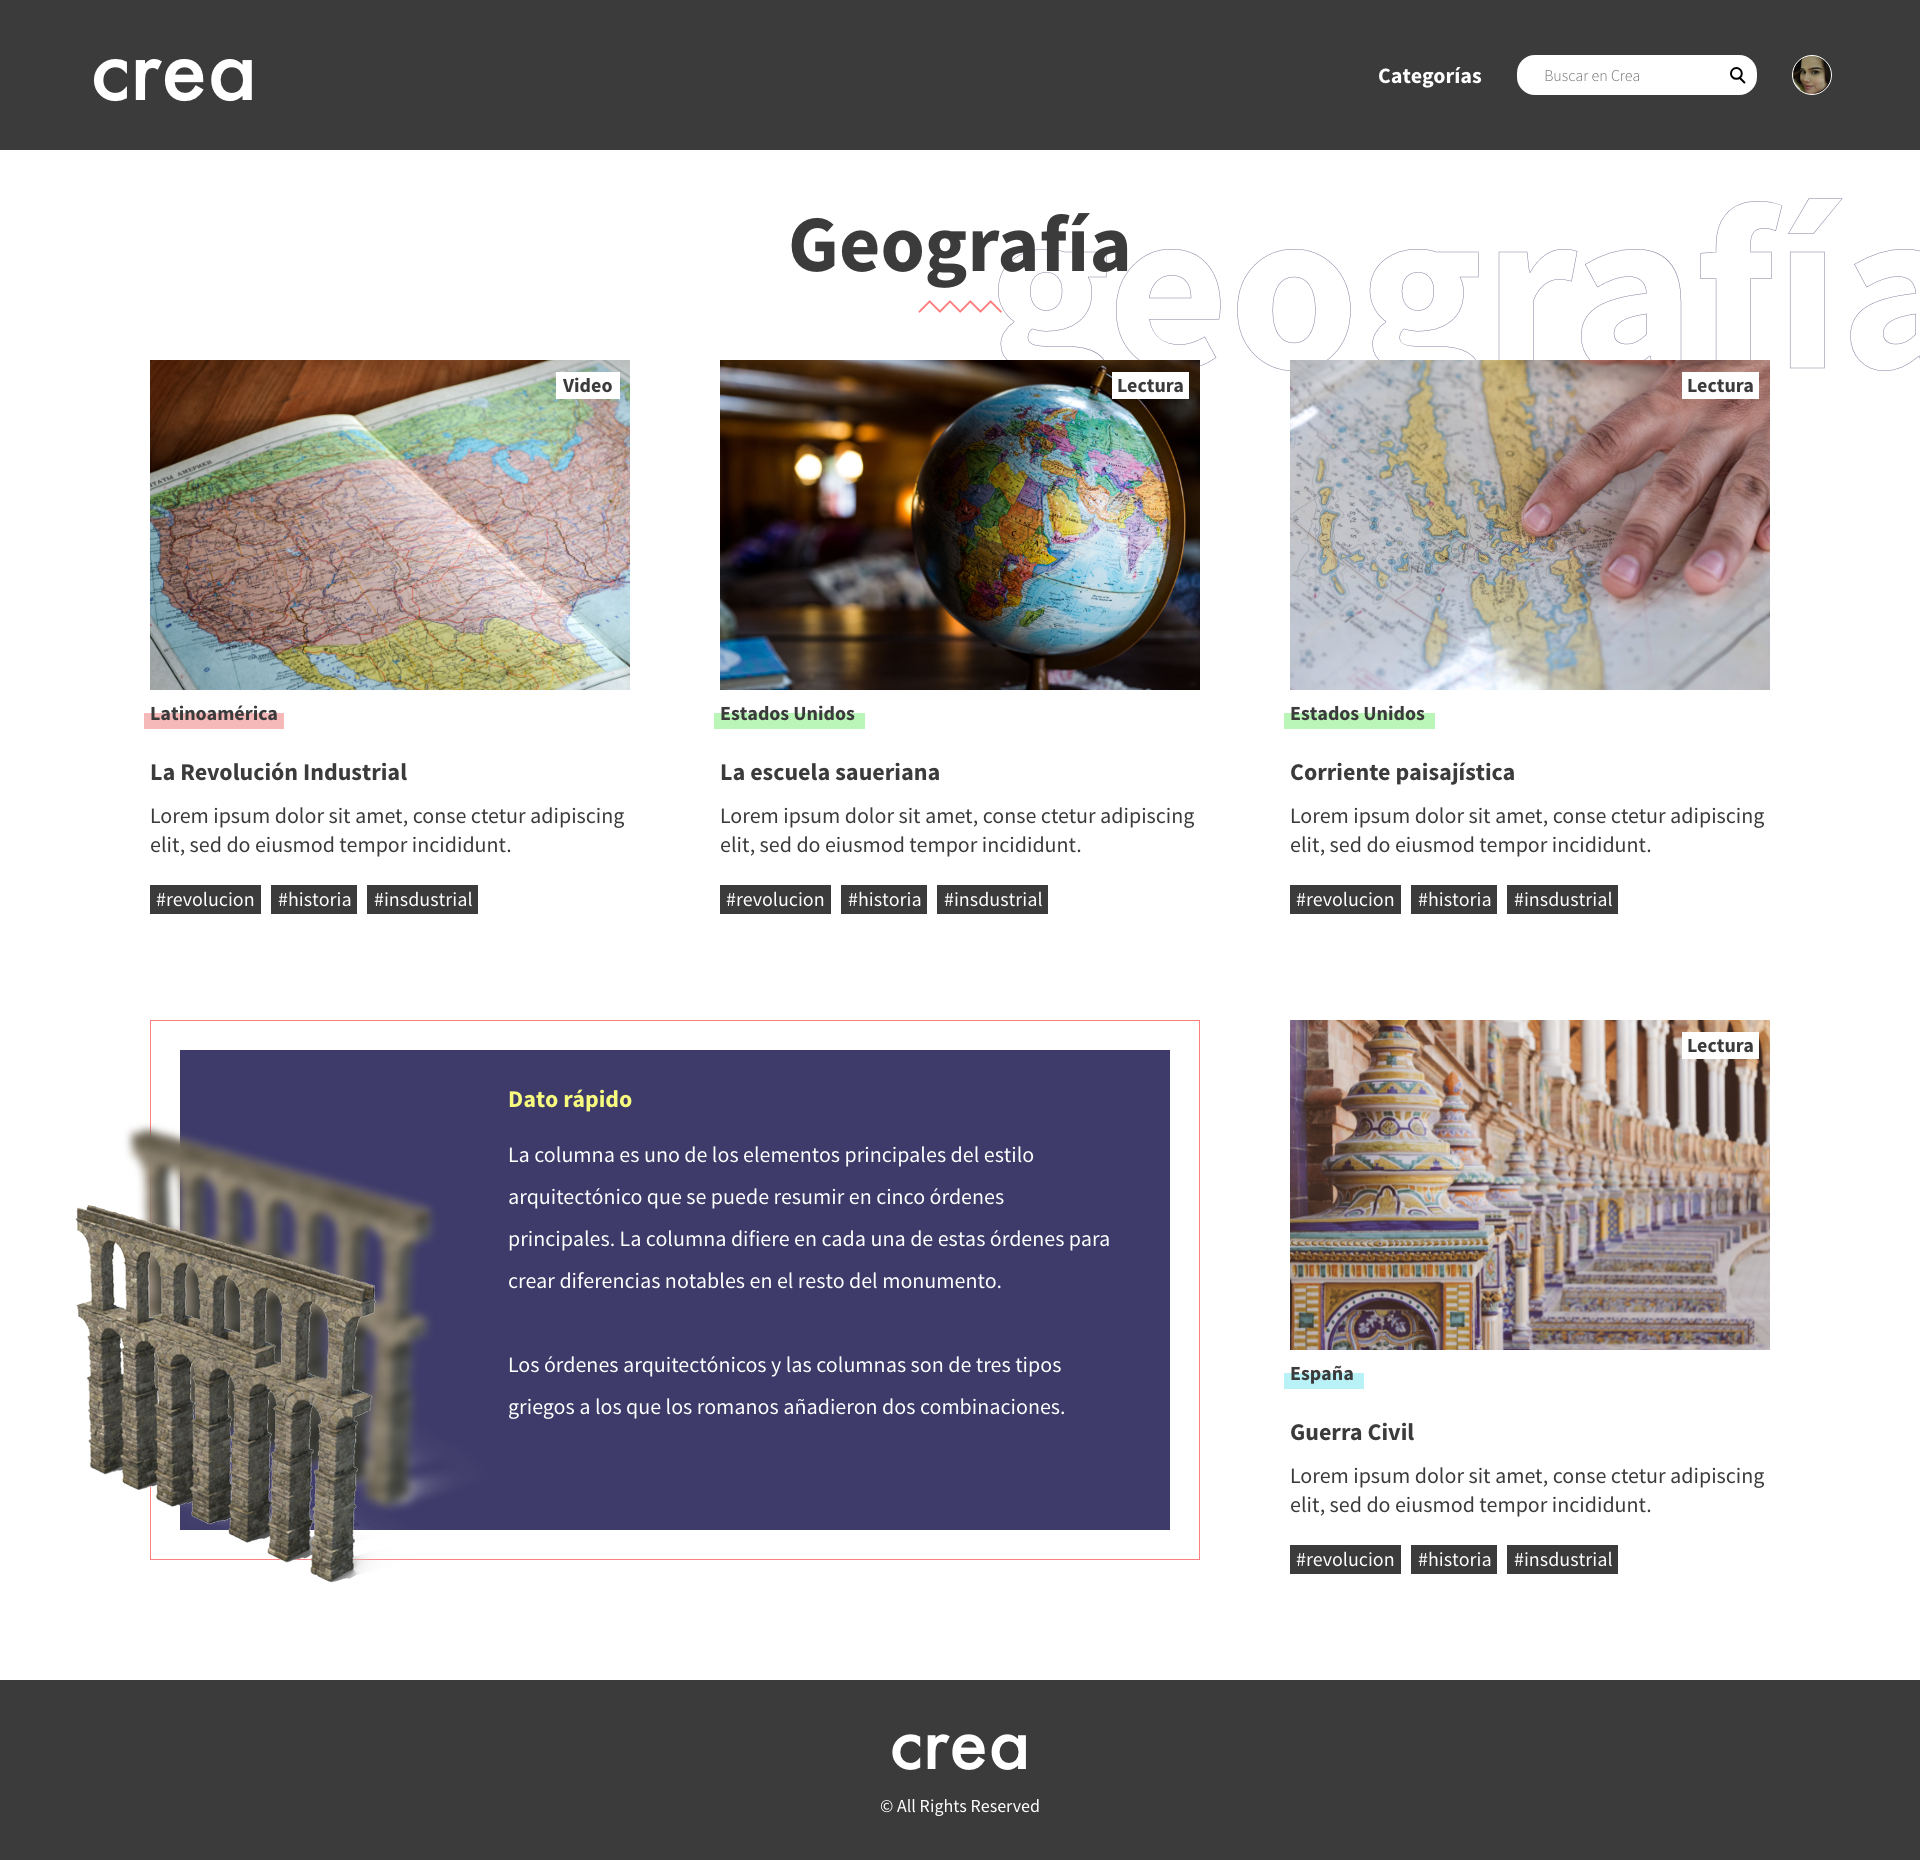 crea
Categorías
Buscar en Crea
Geografía
geografía
Video
Lectura
Lectura
Latinoamérica
Estados Unidos
Estados Unidos
La Revolución Industrial
La escuela saueriana
Corriente paisajística
Lorem ipsum dolor sit amet, conse ctetur adipiscing
elit, sed do eiusmod tempor incididunt.
Lorem ipsum dolor sit amet, conse ctetur adipiscing
elit, sed do eiusmod tempor incididunt.
Lorem ipsum dolor sit amet, conse ctetur adipiscing
elit, sed do eiusmod tempor incididunt.
#revolucion #historia #insdustrial
#revolucion #historia #insdustrial
#revolucion #historia #insdustrial
Dato rápido
La columna es uno de los elementos principales del estilo
arquitectónico que se puede resumir en cinco órdenes
principales. La columna difiere en cada una de estas órdenes para
crear diferencias notables en el resto del monumento.
Los órdenes arquitectónicos y las columnas son de tres tipos
griegos a los que los romanos añadieron dos combinaciones.
Lectura
España
Guerra Civil
Lorem ipsum dolor sit amet, conse ctetur adipiscing
elit, sed do eiusmod tempor incididunt.
#revolucion #historia #insdustrial
crea
© All Rights Reserved